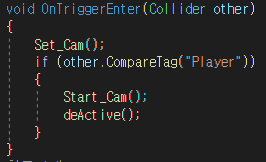 void OnTriggerEnter(Collider other)
{
    Set_Cam();
    if (other.CompareTag("Player"))
    {
        Start_Cam();
        deActive();
    }
}